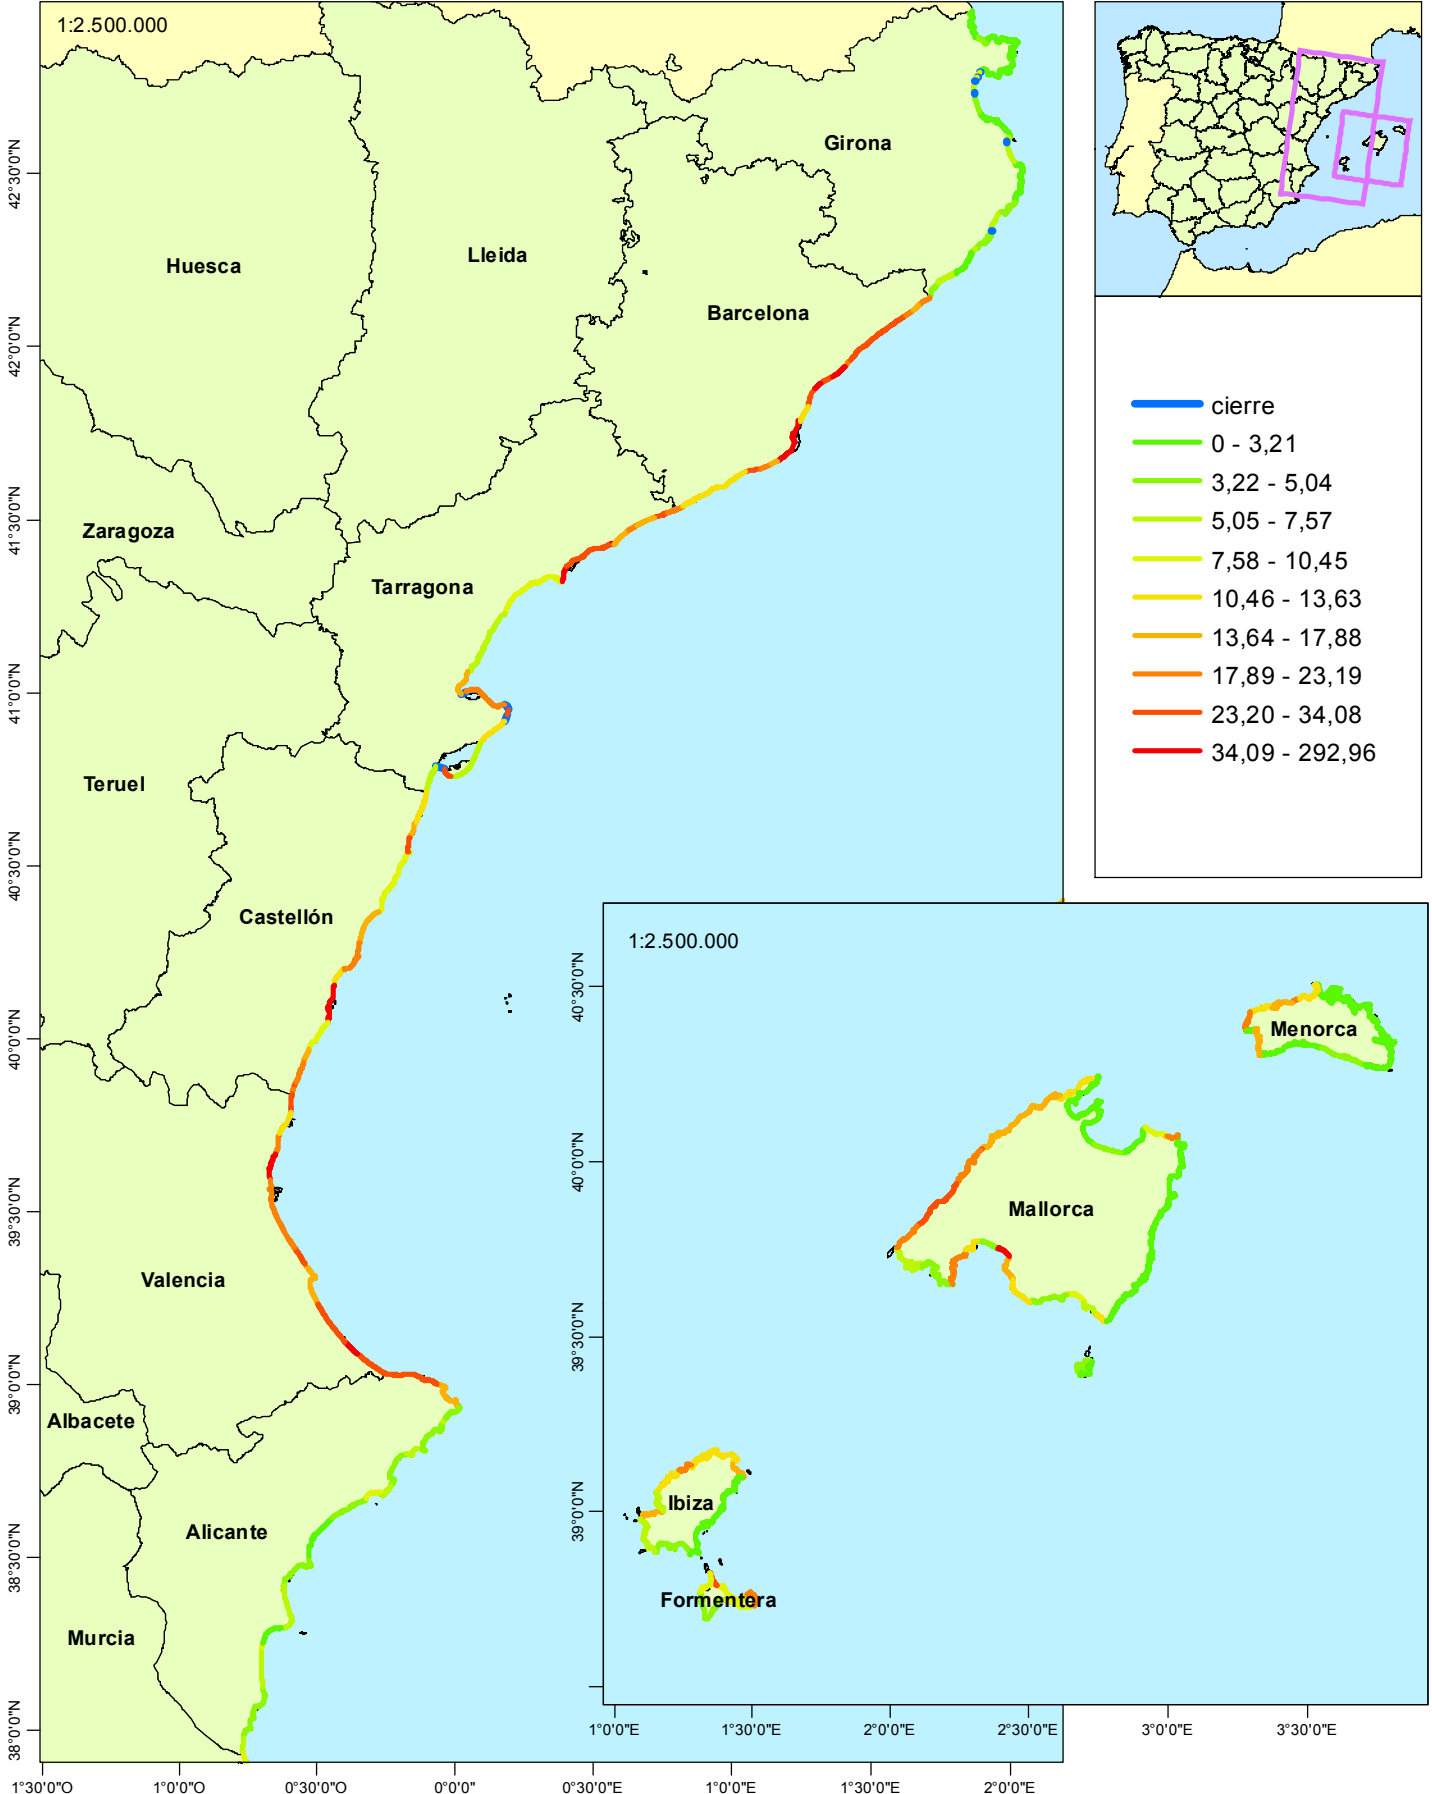 1:2.500.000
Girona
Huesca
Lleida
Barcelona
Zaragoza
Tarragona
Teruel
Castellón
Valencia
Albacete
Alicante
Murcia
42°30'0"N
42°0'0"N
41°30'0"N
41°0'0"N
40°30'0"N
40°0'0"N
39°30'0"N
39°0'0"N
38°30'0"N
38°0'0"N
1°30'0"O
1°0'0"O
0°30'0"O
0°0'0"
0°30'0"E
1°0'0"E
1°30'0"E
2°0'0"E
cierre
0 - 3,21
3,22 - 5,04
5,05 - 7,57
7,58 - 10,45
10,46 - 13,63
13,64 - 17,88
17,89 - 23,19
23,20 - 34,08
34,09 - 292,96
1:2.500.000
Menorca
Mallorca
Ibiza
Formentera
40°30'0"N
40°0'0"N
39°30'0"N
39°0'0"N
1°0'0"E
1°30'0"E
2°0'0"E
2°30'0"E
3°0'0"E
3°30'0"E